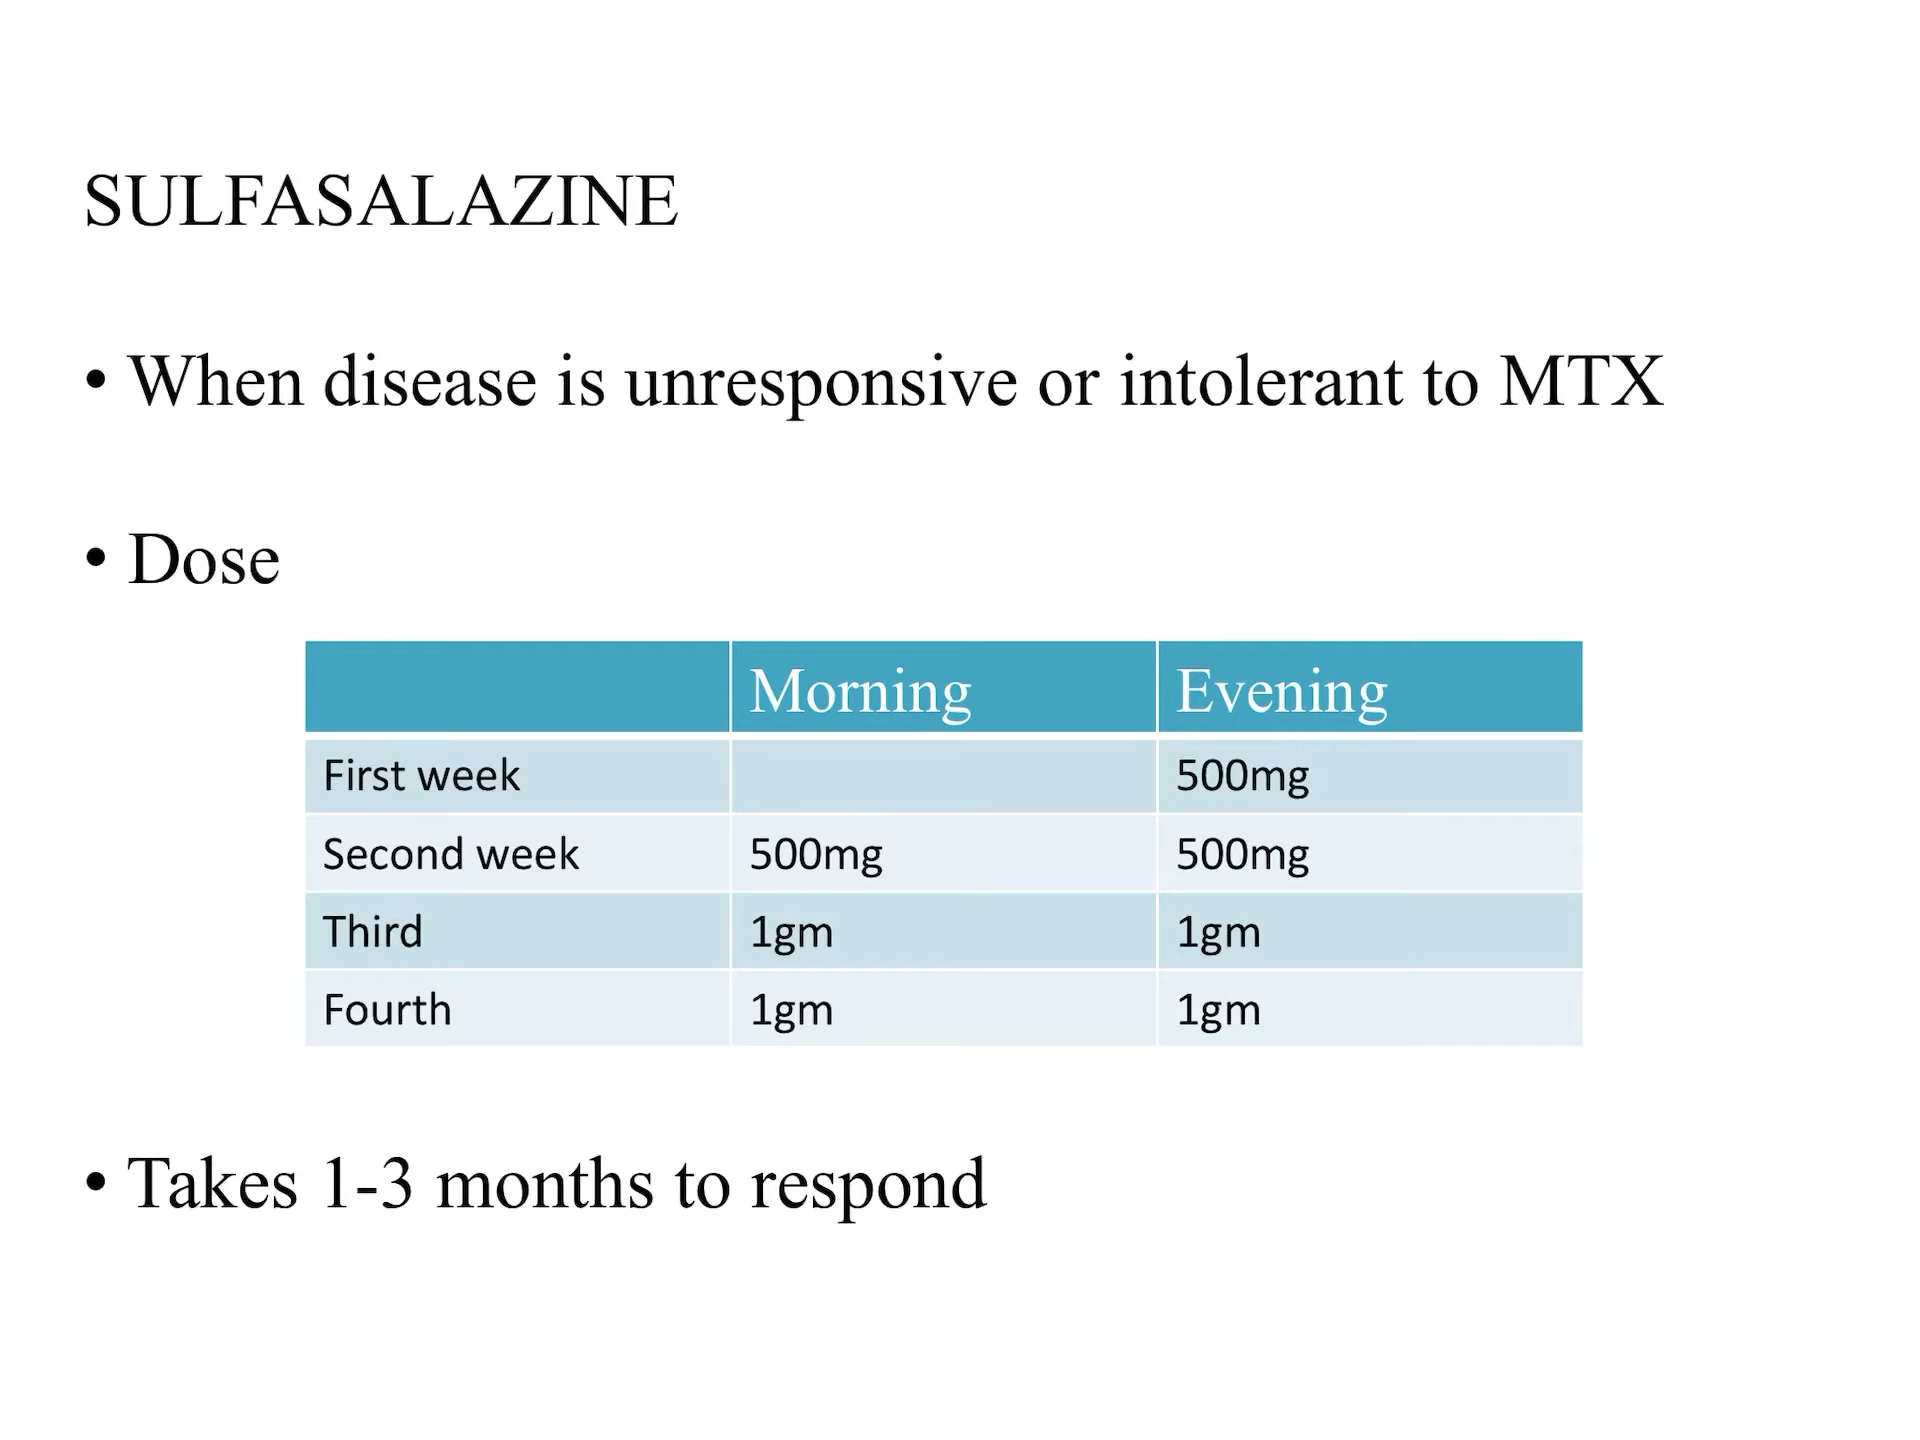 SULFASALAZINE
• When disease is unresponsive or intolerant to MTX
• Dose
Morning Evening
First week 500mg
Second week 500mg 500mg
Third 1gm 1gm
Fourth 1gm 1gm
• Takes 1-3 months to respond